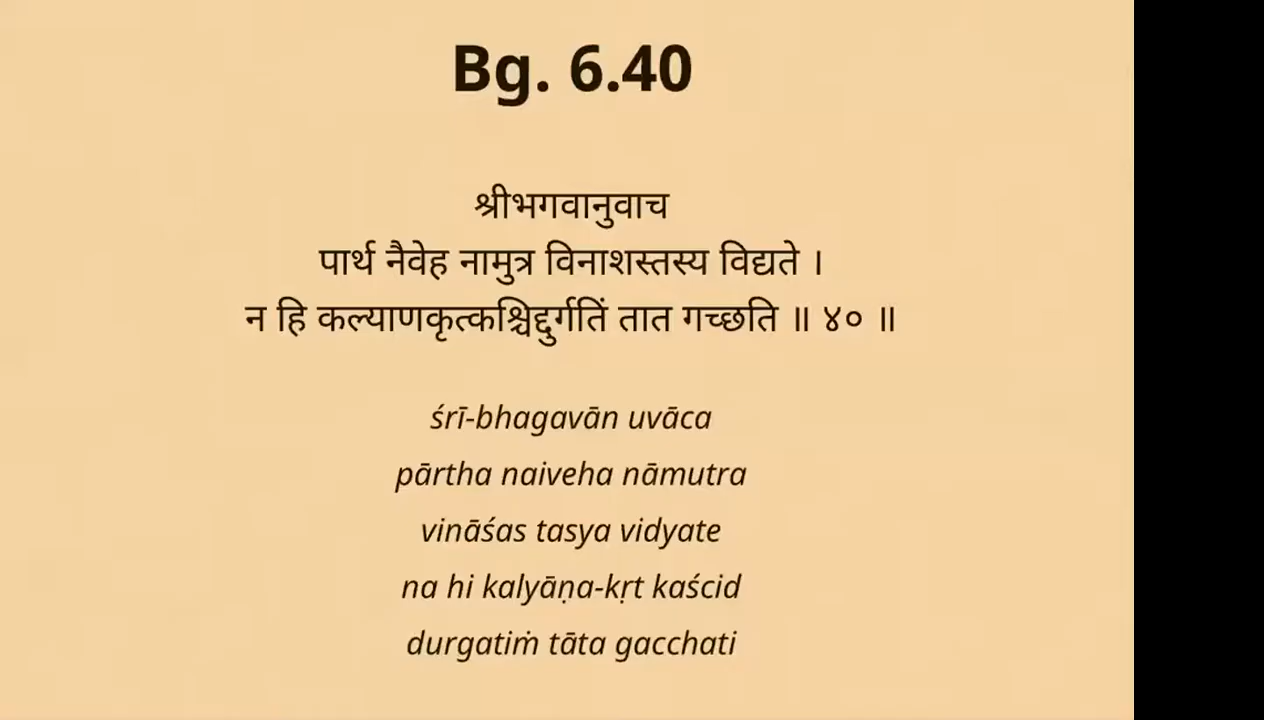 Bg. 6.40
श्रीभगवानुवाच
पार्थ नैवेह नामुत्र विनाशस्तस्य विद्यते ।
न हि कल्याणकृत्कश्चिद्दुर्गतिं तात गच्छति ॥ ४० ॥
śrī-bhagavān uvāca
pārtha naiveha nāmutra
vināśas tasya vidyate
na hi kalyāṇa-kṛt kaścid
durgatiṁ tāta gacchati